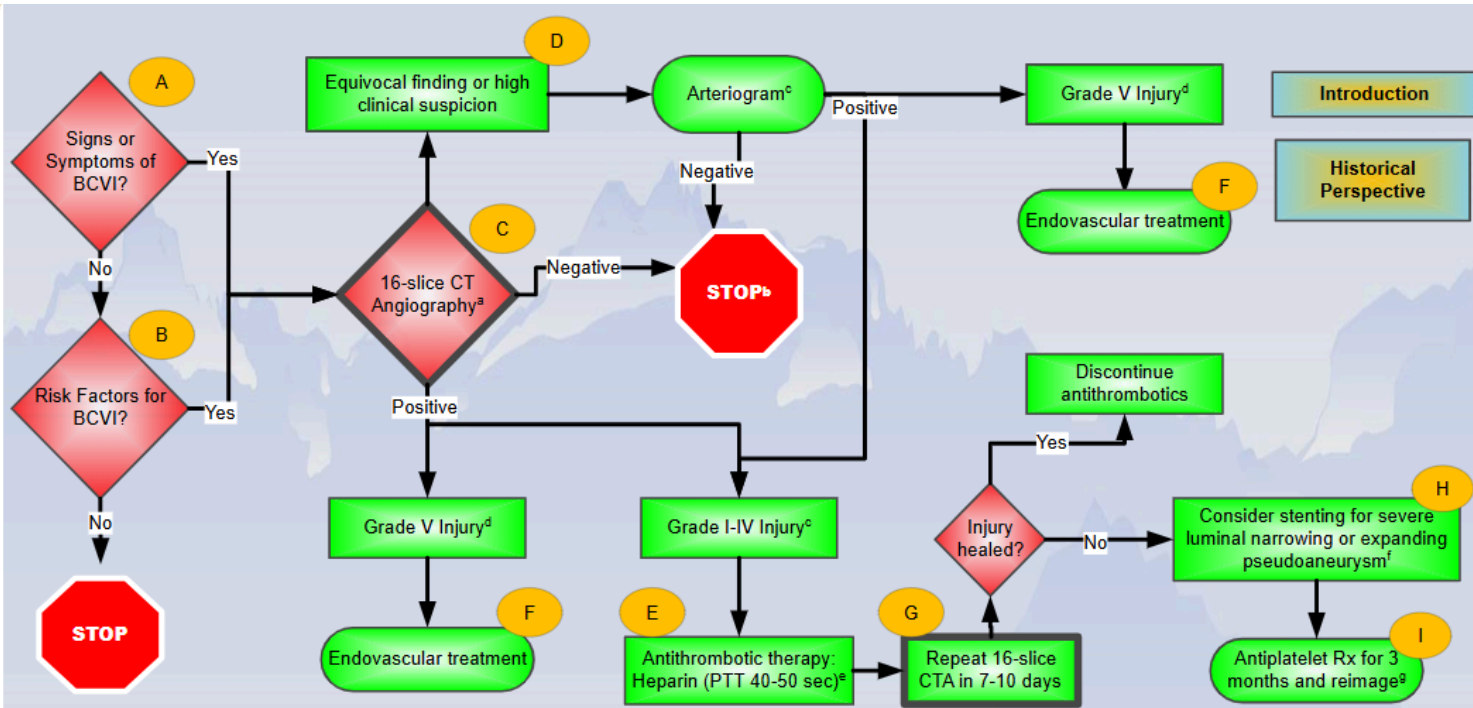 A
Signs or
Symptoms of
BCVI?
Yes
No
B
Risk Factors for
BCVI?
Yes
No
STOP
D
Equivocal finding or high
clinical suspicion
C
16-slice CT
Angiographyᵃ
Negative
Positive
Arteriogramᶜ
Positive
Negative
STOPᵇ
Grade V Injuryᵈ
F
Endovascular treatment
Introduction
Historical
Perspective
Grade V Injuryᵈ
F
Endovascular treatment
Grade I-IV Injuryᶜ
E
Antithrombotic therapy:
Heparin (PTT 40-50 sec)ᵉ
G
Repeat 16-slice
CTA in 7-10 days
Injury
healed?
Yes
Discontinue
antithrombotics
No
H
Consider stenting for severe
luminal narrowing or expanding
pseudoaneurysmᶠ
I
Antiplatelet Rx for 3
months and reimageᵍ